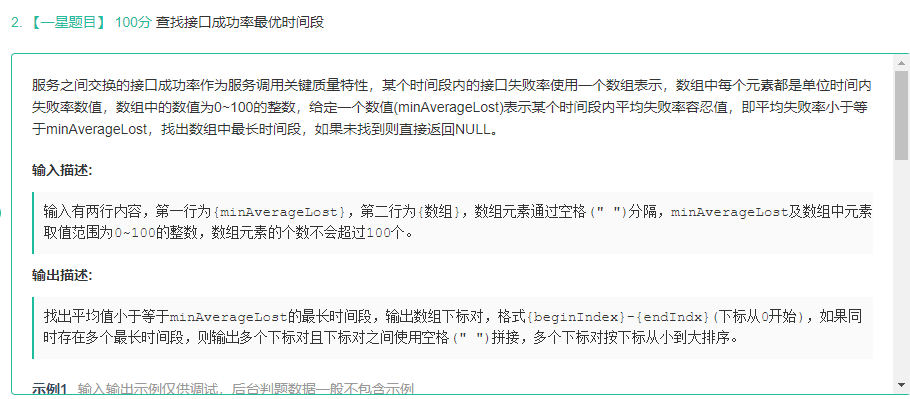 2. 【一星题目】 100分 查找接口成功率最优时间段
服务之间交换的接口成功率作为服务调用关键质量特性，某个时间段内的接口失败率使用一个数组表示，数组中每个元素都是单位时间内
失败率数值，数组中的数值为0~100的整数，给定一个数值(minAverageLost)表示某个时间段内平均失败率容忍值，即平均失败率小于等
于minAverageLost，找出数组中最长时间段，如果未找到则直接返回NULL。
输入描述:
输入有两行内容，第一行为{minAverageLost}，第二行为{数组}，数组元素通过空格(" ")分隔，minAverageLost及数组中元素
取值范围为0~100的整数，数组元素的个数不会超过100个。
输出描述:
找出平均值小于等于minAverageLost的最长时间段，输出数组下标对，格式{beginIndex}-{endIndx}(下标从0开始)，如果同
时存在多个最长时间段，则输出多个下标对且下标对之间使用空格(" ")拼接，多个下标对按下标从小到大排序。
示例1 输入输出示例仅供调试，后台判题数据一般不包含示例